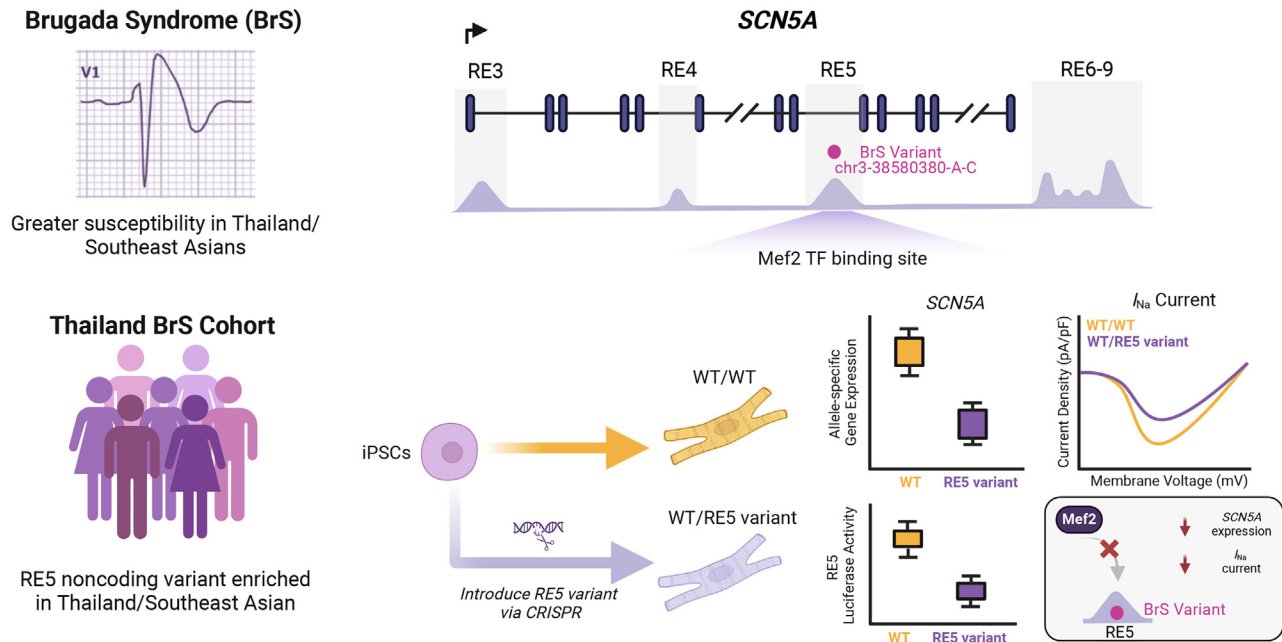 Brugada Syndrome (BrS)
V1
Greater susceptibility in Thailand/
Southeast Asians
SCN5A
RE3
RE4
RE5
RE6-9
BrS Variant
chr3-38580380-A-C
Mef2 TF binding site
Thailand BrS Cohort
RE5 noncoding variant enriched
in Thailand/Southeast Asian
iPSCs
WT/WT
WT/RE5 variant
Introduce RE5 variant
via CRISPR
SCN5A
Allele-specific
Gene Expression
WT
RE5 variant
RE5
Luciferase Activity
WT
RE5 variant
INa Current
WT/WT
WT/RE5 variant
Current Density (pA/pF)
Membrane Voltage (mV)
Mef2
SCN5A
expression
INa
current
BrS Variant
RE5